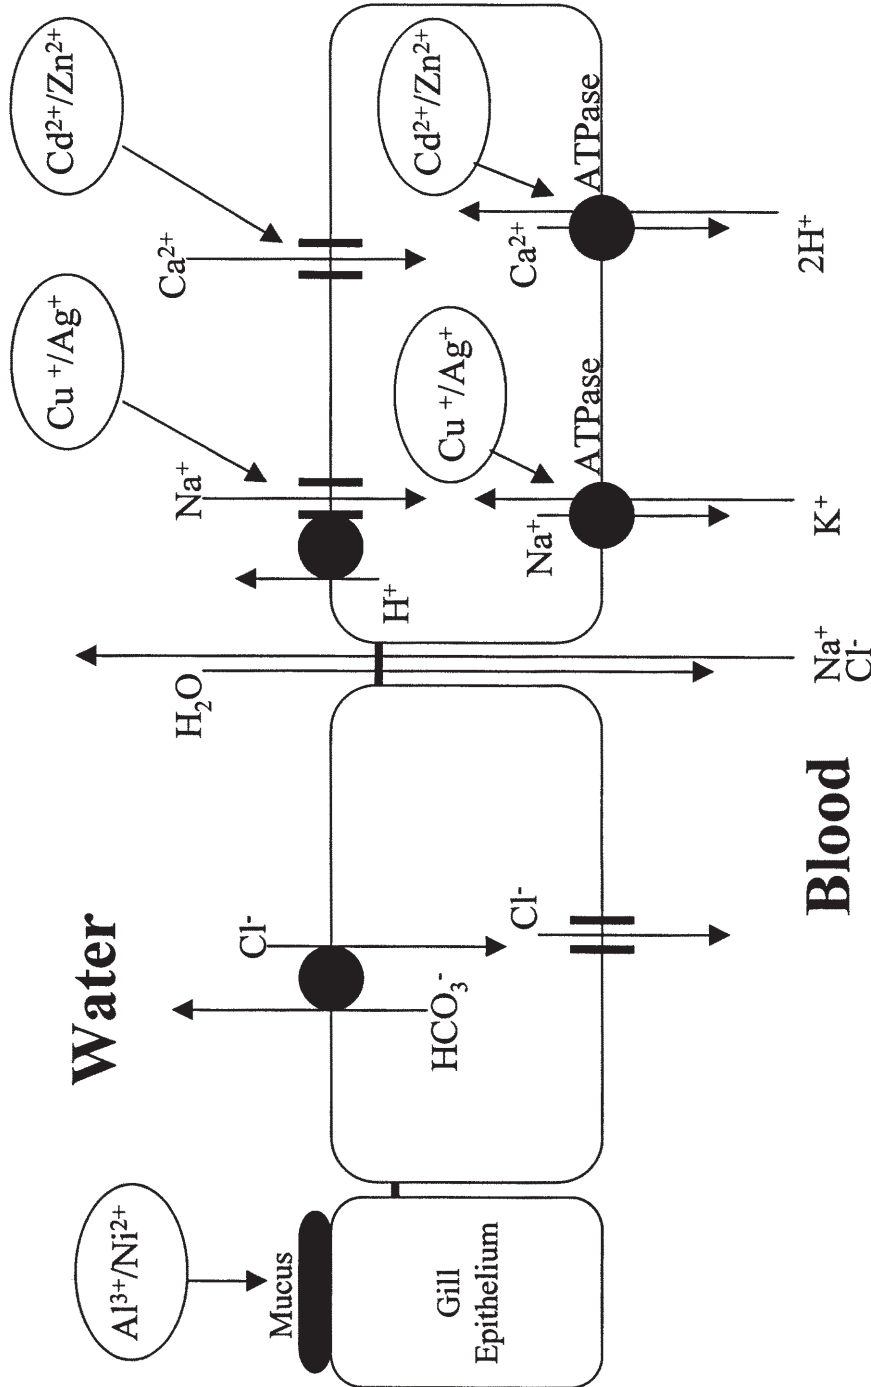 Water
Al³⁺/Ni²⁺
Mucus
Gill
Epithelium
Cl⁻
HCO₃⁻
Cl⁻
H₂O
Na⁺
Cl⁻
H⁺
Na⁺
Cu ⁺/Ag⁺
Na⁺
Cu ⁺/Ag⁺
ATPase
K⁺
Ca²⁺
Cd²⁺/Zn²⁺
Ca²⁺
Cd²⁺/Zn²⁺
ATPase
2H⁺
Blood